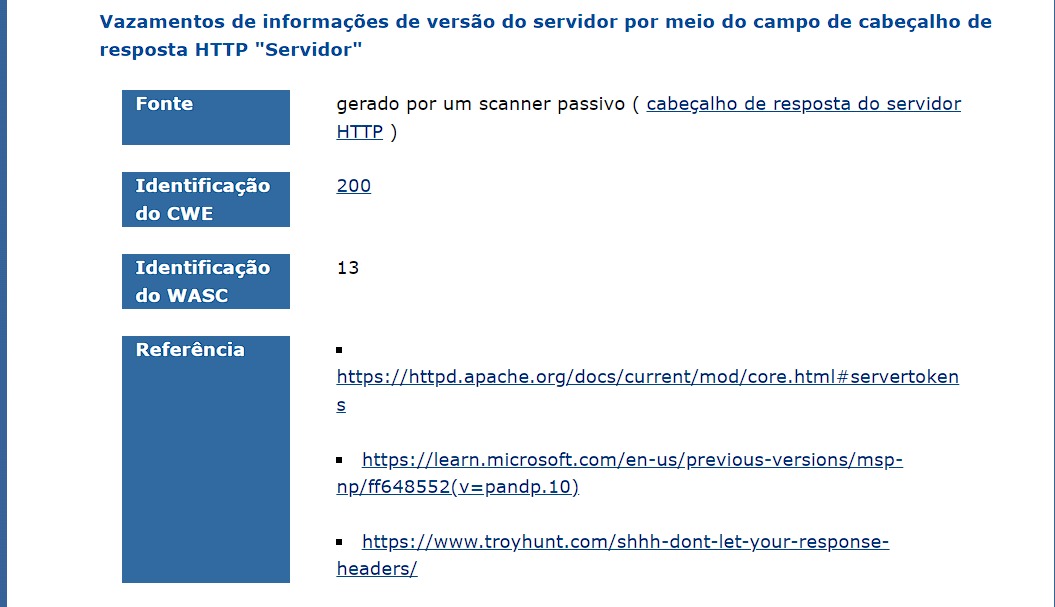 Vazamentos de informações de versão do servidor por meio do campo de cabeçalho de
resposta HTTP "Servidor"
Fonte
gerado por um scanner passivo ( cabeçalho de resposta do servidor
HTTP )
Identificação
do CWE
200
Identificação
do WASC
13
Referência
https://httpd.apache.org/docs/current/mod/core.html#servertoken
s
https://learn.microsoft.com/en-us/previous-versions/msp-
np/ff648552(v=pandp.10)
https://www.troyhunt.com/shhh-dont-let-your-response-
headers/